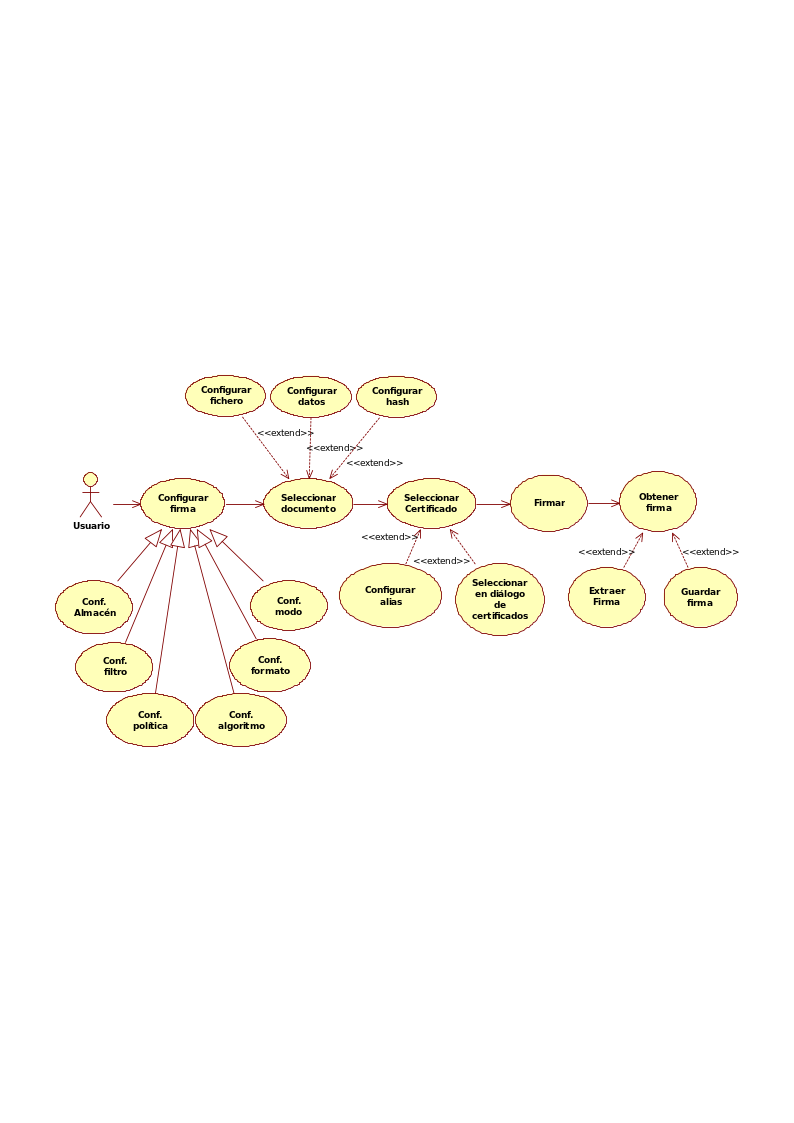 Configurar
fichero
Configurar
datos
Configurar
hash
<<extend>>
<<extend>>
<<extend>>
Usuario
Configurar
firma
Seleccionar
documento
Seleccionar
Certificado
Firmar
Obtener
firma
<<extend>>
<<extend>>
<<extend>>
<<extend>>
Configurar
alias
Seleccionar
en diálogo
de
certificados
Extraer
Firma
Guardar
firma
Conf.
Almacén
Conf.
modo
Conf.
filtro
Conf.
formato
Conf.
política
Conf.
algoritmo